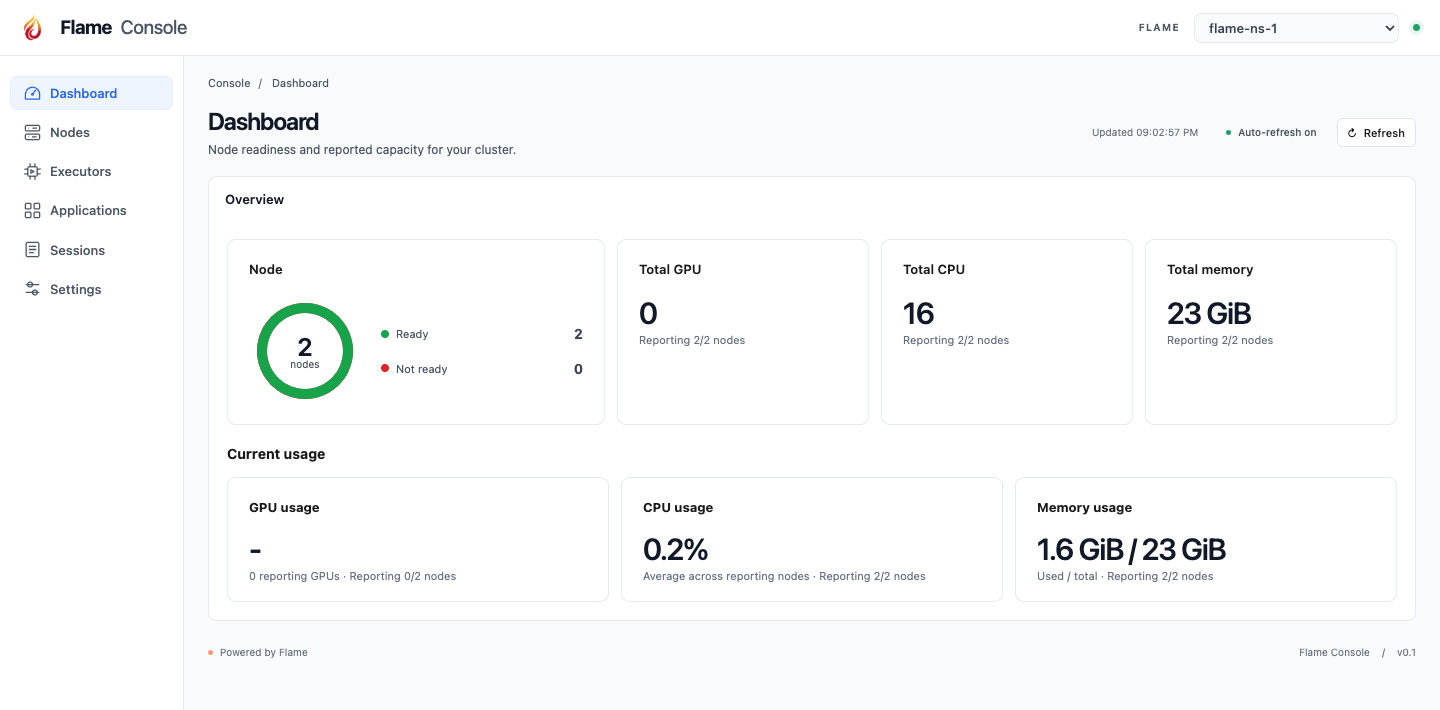 Flame Console
FLAME
flame-ns-1
Dashboard
Nodes
Executors
Applications
Sessions
Settings
Console / Dashboard
Dashboard
Node readiness and reported capacity for your cluster.
Updated 09:02:57 PM
Auto-refresh on
Refresh
Overview
Node
2
nodes
Ready 2
Not ready 0
Total GPU
0
Reporting 2/2 nodes
Total CPU
16
Reporting 2/2 nodes
Total memory
23 GiB
Reporting 2/2 nodes
Current usage
GPU usage
-
0 reporting GPUs · Reporting 0/2 nodes
CPU usage
0.2%
Average across reporting nodes · Reporting 2/2 nodes
Memory usage
1.6 GiB / 23 GiB
Used / total · Reporting 2/2 nodes
Powered by Flame
Flame Console / v0.1